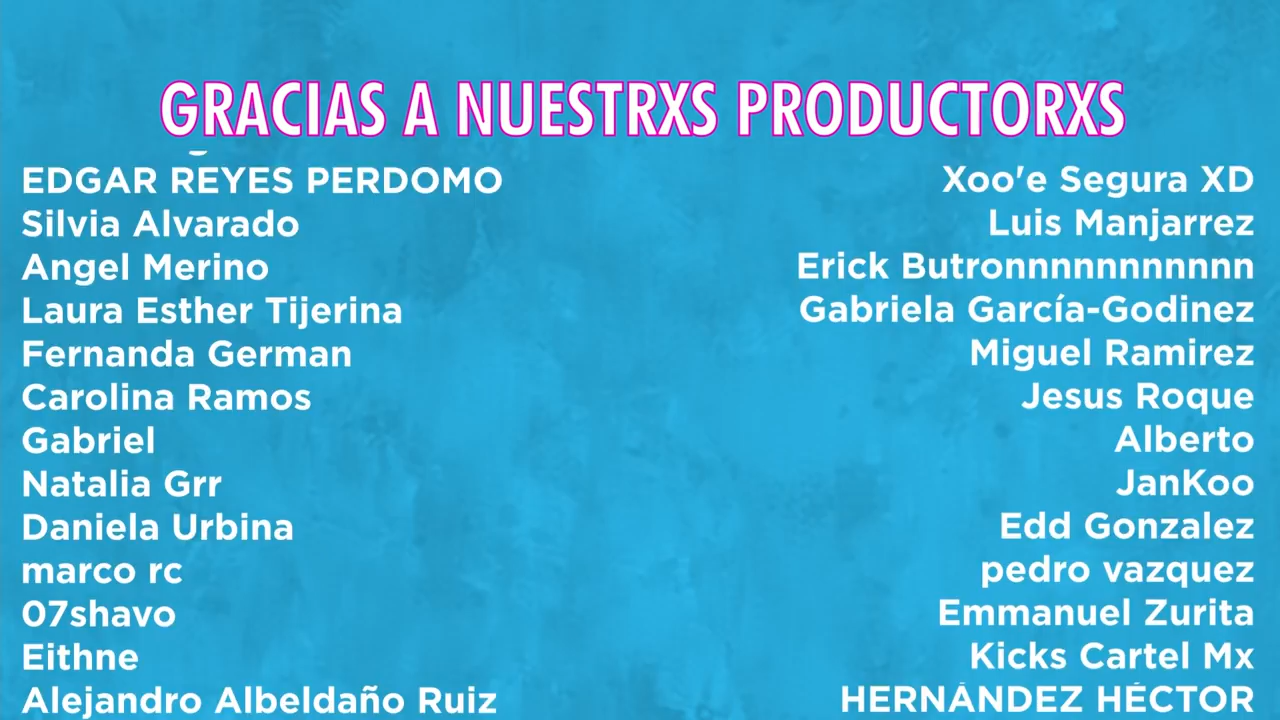 GRACIAS A NUESTRXS PRODUCTORXS
EDGAR REYES PERDOMO
Silvia Alvarado
Angel Merino
Laura Esther Tijerina
Fernanda German
Carolina Ramos
Gabriel
Natalia Grr
Daniela Urbina
marco rc
07shavo
Eithne
Alejandro Albeldaño Ruiz
Xoo'e Segura XD
Luis Manjarrez
Erick Butronnnnnnnnnnnn
Gabriela García-Godinez
Miguel Ramirez
Jesus Roque
Alberto
JanKoo
Edd Gonzalez
pedro vazquez
Emmanuel Zurita
Kicks Cartel Mx
HERNÁNDEZ HÉCTOR